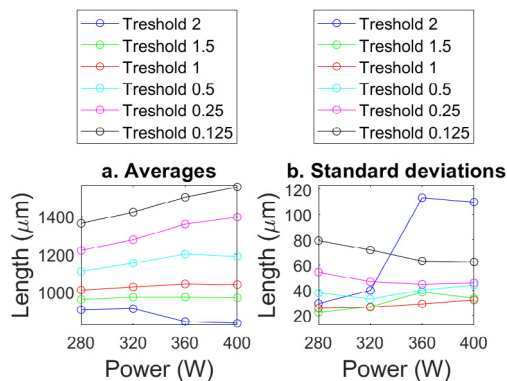 Treshold 2
Treshold 1.5
Treshold 1
Treshold 0.5
Treshold 0.25
Treshold 0.125
Treshold 2
Treshold 1.5
Treshold 1
Treshold 0.5
Treshold 0.25
Treshold 0.125
a. Averages
Length (μm)
1400
1200
1000
280 320 360 400
Power (W)
b. Standard deviations
Length (μm)
120
100
80
60
40
20
280 320 360 400
Power (W)